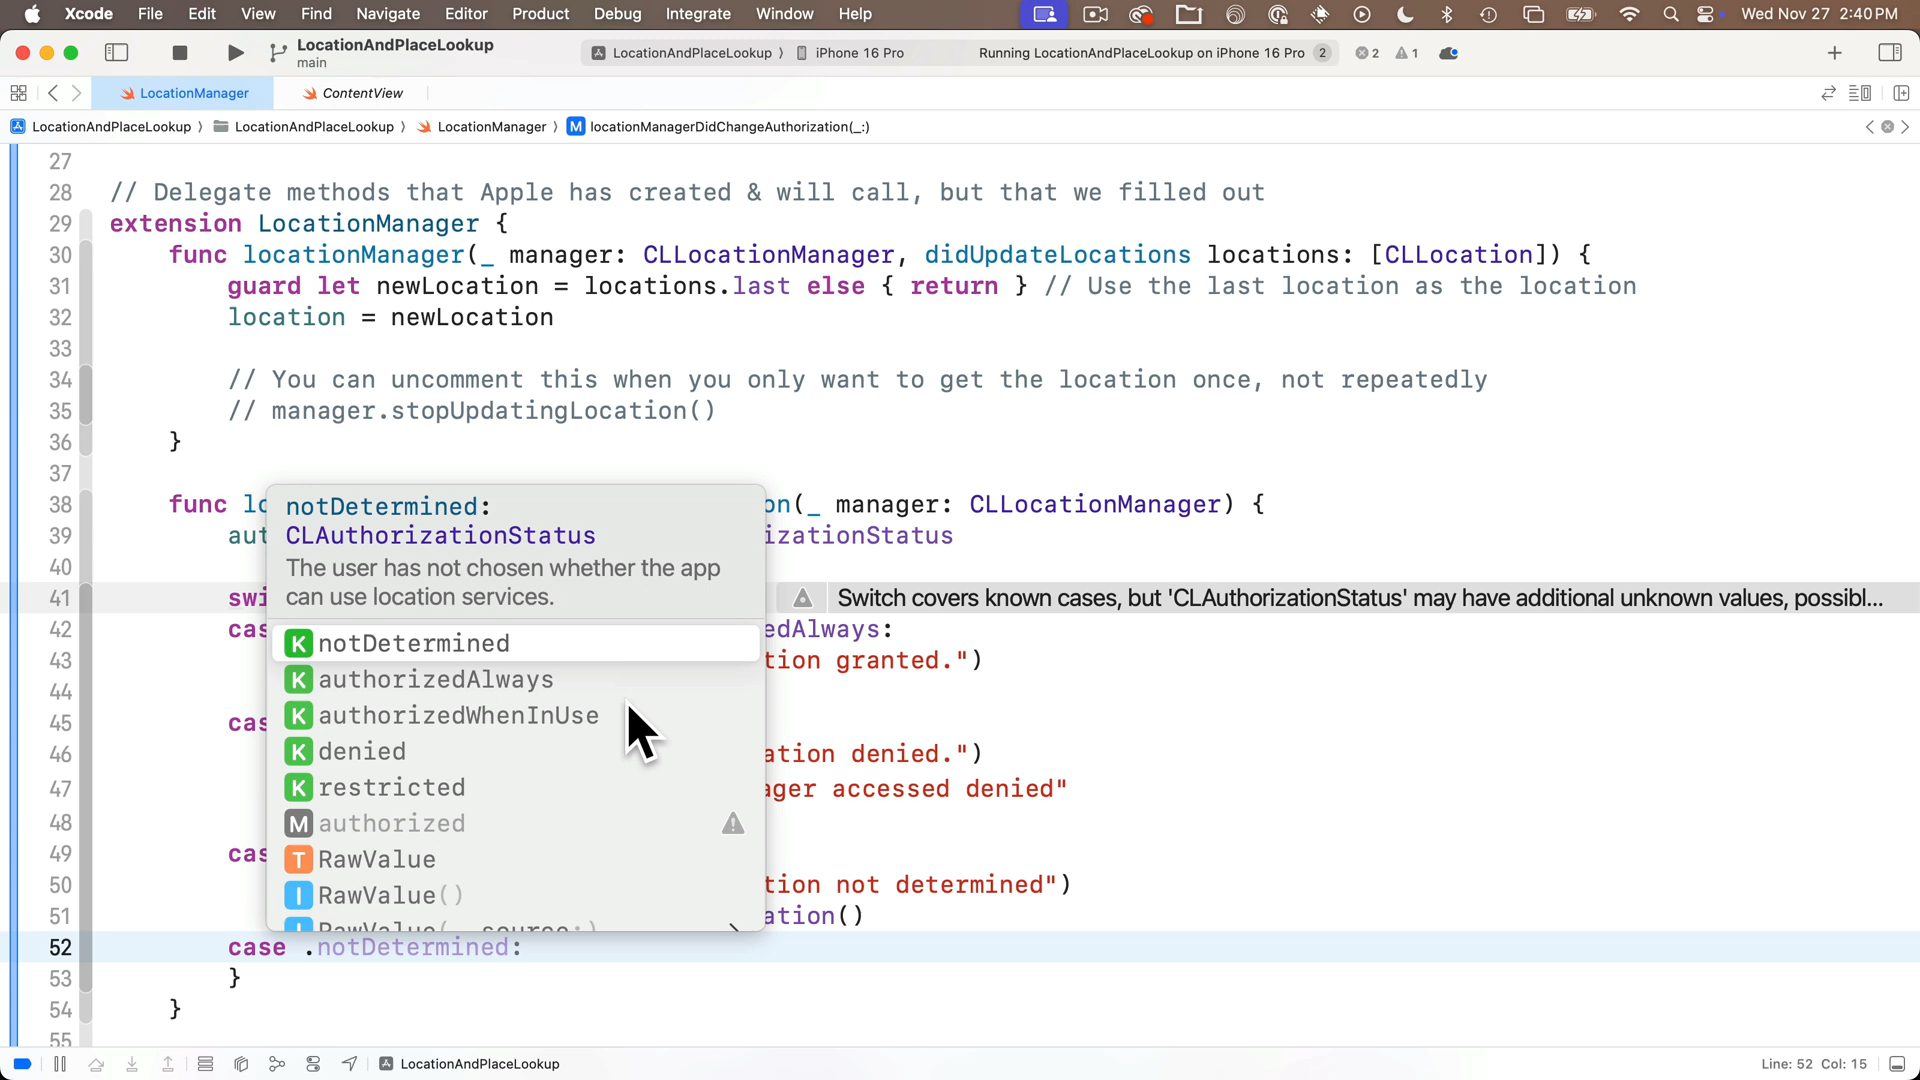 Xcode File Edit View Find Navigate Editor Product Debug Integrate Window Help Wed Nov 27 2:40 PM
LocationAndPlaceLookup
main
LocationAndPlaceLookup 〉 iPhone 16 Pro
Running LocationAndPlaceLookup on iPhone 16 Pro 2
2 1
LocationManager
ContentView
LocationAndPlaceLookup 〉 LocationAndPlaceLookup 〉 LocationManager 〉 M locationManagerDidChangeAuthorization(_:)
27
28 // Delegate methods that Apple has created & will call, but that we filled out
29 extension LocationManager {
30 func locationManager(_ manager: CLLocationManager, didUpdateLocations locations: [CLLocation]) {
31 guard let newLocation = locations.last else { return } // Use the last location as the location
32 location = newLocation
33
34 // You can uncomment this when you only want to get the location once, not repeatedly
35 // manager.stopUpdatingLocation()
36 }
37
38 func lo on(_ manager: CLLocationManager) {
39 aut izationStatus
40
41 swi Switch covers known cases, but 'CLAuthorizationStatus' may have additional unknown values, possibl...
42 cas edAlways:
43 tion granted.")
44
45 cas
46 ation denied.")
47 ager accessed denied"
48
49 cas
50 tion not determined")
51 ation()
52 case .notDetermined:
53 }
54 }
55
notDetermined:
CLAuthorizationStatus
The user has not chosen whether the app
can use location services.
K notDetermined
K authorizedAlways
K authorizedWhenInUse
K denied
K restricted
M authorized
T RawValue
I RawValue()
I RawValue(_ source:)
LocationAndPlaceLookup
Line: 52 Col: 15